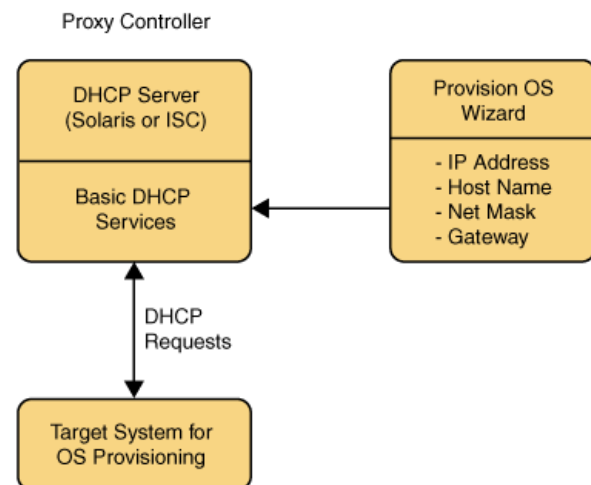 Proxy Controller
DHCP Server
(Solaris or ISC)
Basic DHCP
Services
Provision OS
Wizard
- IP Address
- Host Name
- Net Mask
- Gateway
DHCP
Requests
Target System for
OS Provisioning